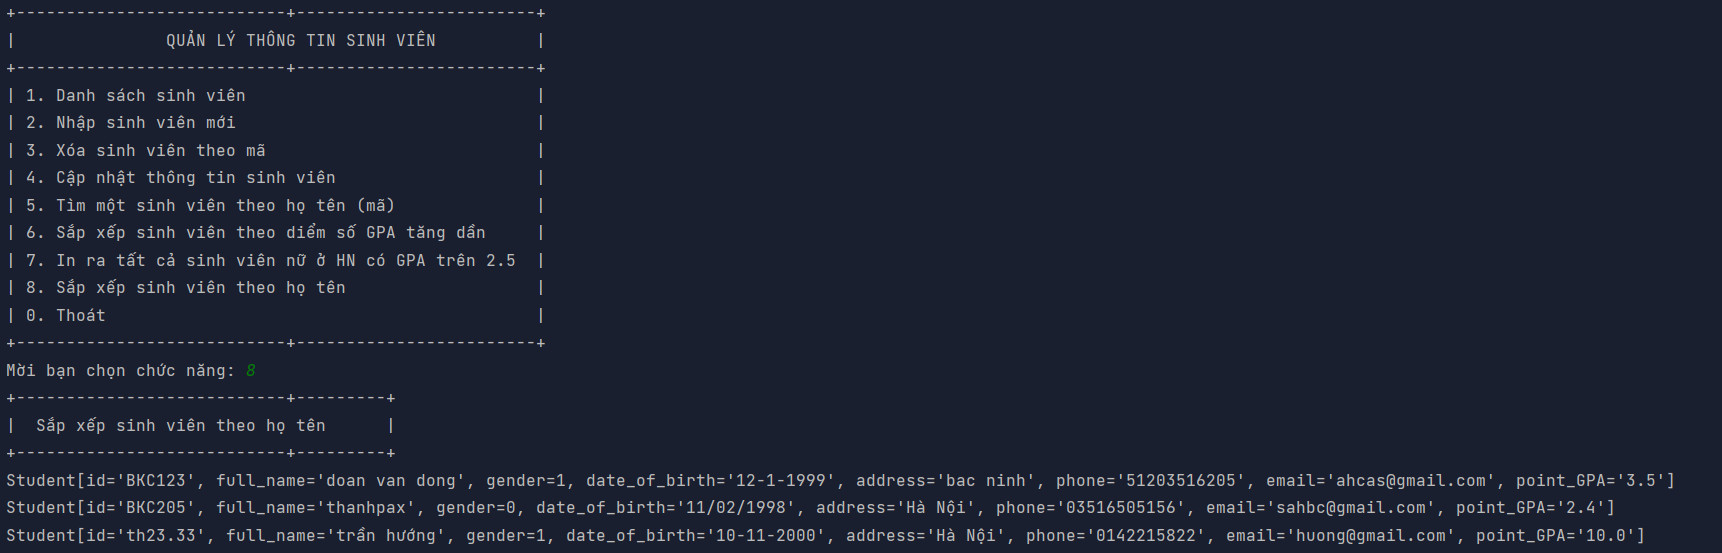 +---------------------------+------------------------+
|               QUẢN LÝ THÔNG TIN SINH VIÊN          |
+---------------------------+------------------------+
| 1. Danh sách sinh viên                             |
| 2. Nhập sinh viên mới                              |
| 3. Xóa sinh viên theo mã                           |
| 4. Cập nhật thông tin sinh viên                    |
| 5. Tìm một sinh viên theo họ tên (mã)              |
| 6. Sắp xếp sinh viên theo diểm số GPA tăng dần     |
| 7. In ra tất cả sinh viên nữ ở HN có GPA trên 2.5  |
| 8. Sắp xếp sinh viên theo họ tên                   |
| 0. Thoát                                           |
+---------------------------+------------------------+
Mời bạn chọn chức năng: 8
+---------------------------+---------+
|  Sắp xếp sinh viên theo họ tên      |
+---------------------------+---------+
Student[id='BKC123', full_name='doan van dong', gender=1, date_of_birth='12-1-1999', address='bac ninh', phone='51203516205', email='ahcas@gmail.com', point_GPA='3.5']
Student[id='BKC205', full_name='thanhpax', gender=0, date_of_birth='11/02/1998', address='Hà Nội', phone='03516505156', email='sahbc@gmail.com', point_GPA='2.4']
Student[id='th23.33', full_name='trần hướng', gender=1, date_of_birth='10-11-2000', address='Hà Nội', phone='0142215822', email='huong@gmail.com', point_GPA='10.0']